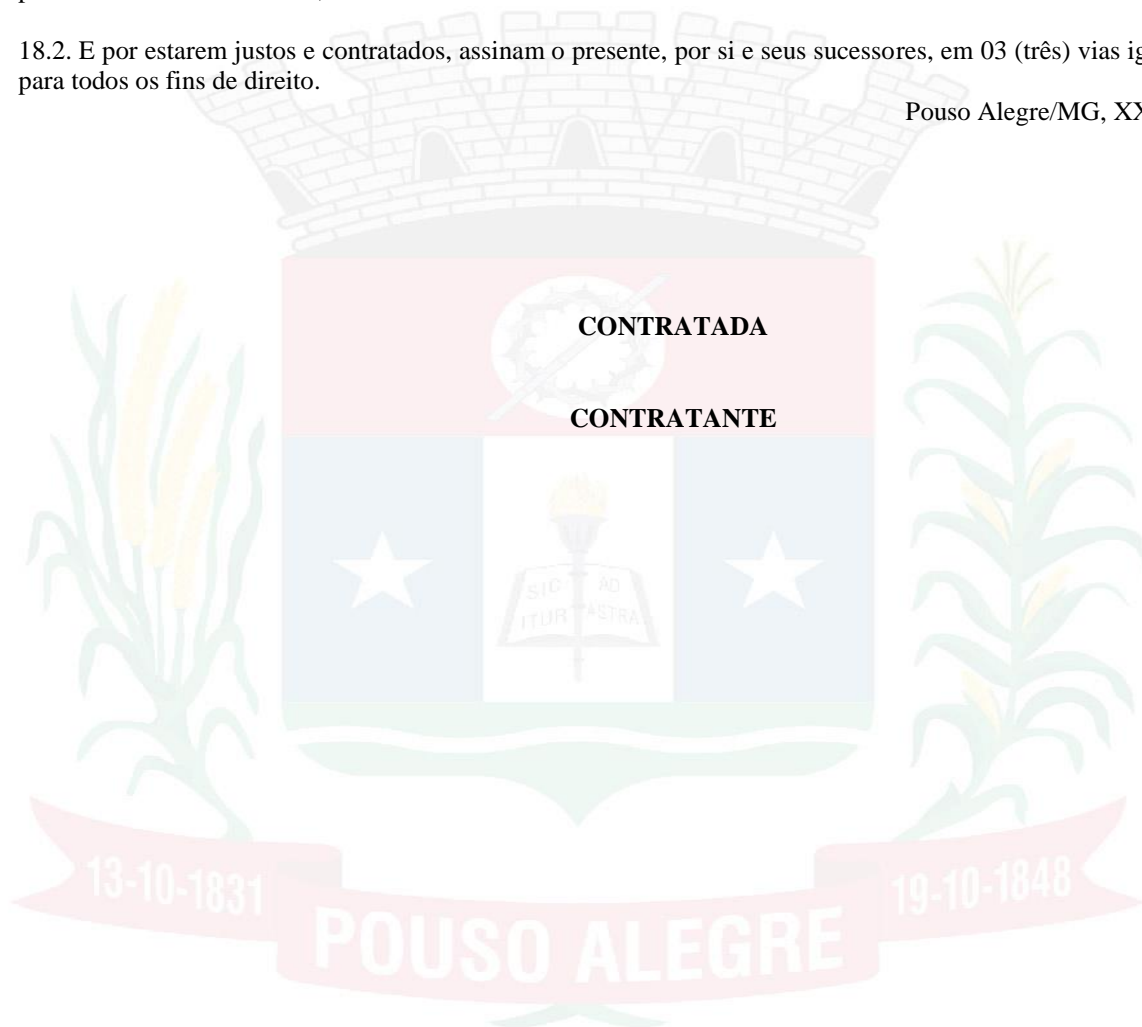 18.2. E por estarem justos e contratados, assinam o presente, por si e seus sucessores, em 03 (três) vias
para todos os fins de direito.
Pouso Alegre/MG,
CONTRATADA
CONTRATANTE
SIC AD
ITUR ASTRA
13-10-1831
19-10-1848
POUSO ALEGRE